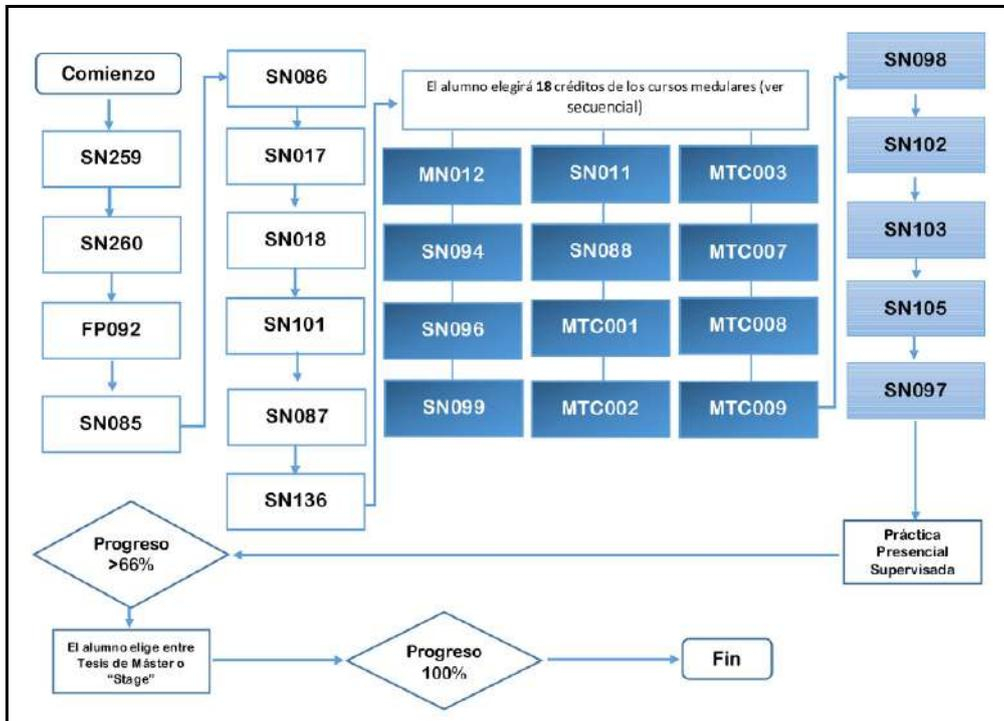 Comienzo
SN259
SN260
FP092
SN085
SN086
SN017
SN018
SN101
SN087
SN136
El alumno elegirá 18 créditos de los cursos medulares (ver
secuencial)
MN012
SN094
SN096
SN099
SN011
SN088
MTC001
MTC002
MTC003
MTC007
MTC008
MTC009
SN098
SN102
SN103
SN105
SN097
Práctica
Presencial
Supervisada
Progreso
>66%
El alumno elige entre
Tesis de Máster o
"Stage"
Progreso
100%
Fin